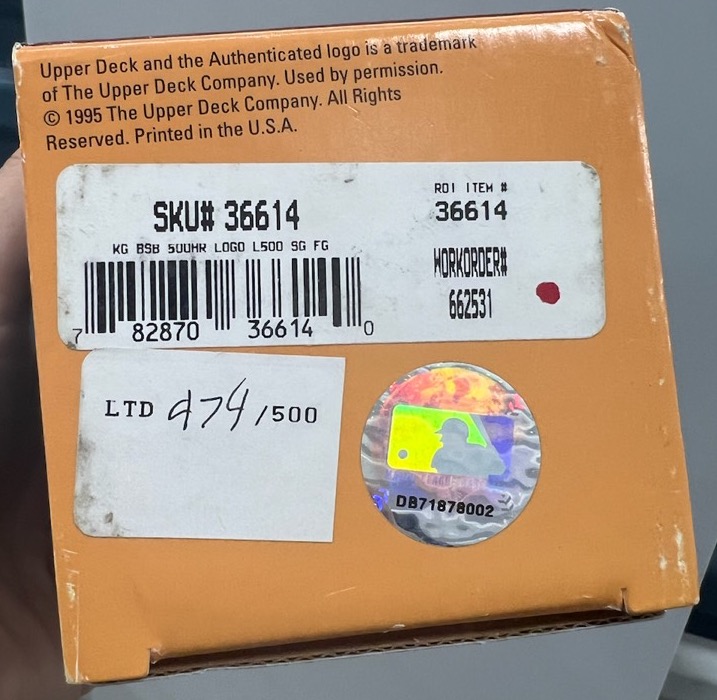 Upper Deck and the Authenticated logo is a trademark
of The Upper Deck Company. Used by permission.
© 1995 The Upper Deck Company. All Rights
Reserved. Printed in the U.S.A.
SKU# 36614
KG BSB 500HR LOGO L500 SG FG
7 82870 36614 0
ROI ITEM #
36614
WORKORDER#
662531
LTD 474/500
DB71878002